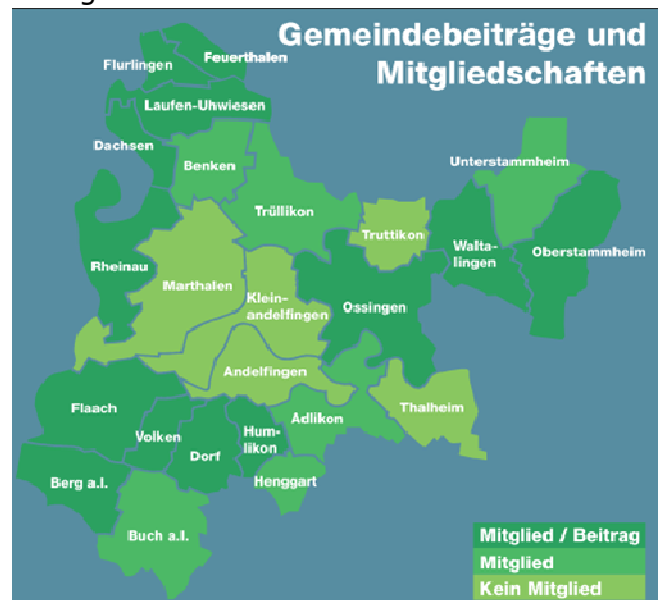 Gemeindebeiträge und
Mitgliedschaften
Feuerthalen
Flurlingen
Laufen-Uhwiesen
Dachsen
Benken
Unterstammheim
Trüllikon
Truttikon
Walta-
lingen
Oberstammheim
Rheinau
Marthalen
Klein-
andelfingen
Ossingen
Andelfingen
Flaach
Thalheim
Adlikon
Volken
Hum-
likon
Dorf
Berg a.I.
Henggart
Buch a.I.
Mitglied / Beitrag
Mitglied
Kein Mitglied